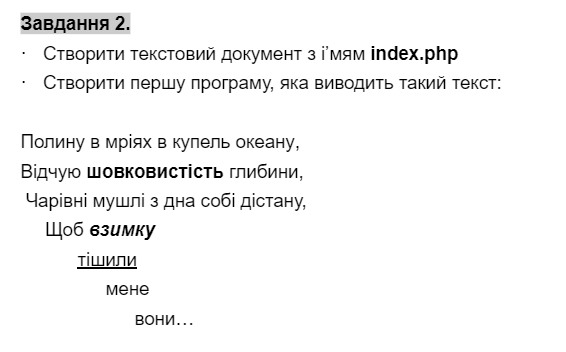 Завдання 2.
· Створити текстовий документ з і’мям index.php
· Створити першу програму, яка виводить такий текст:
Полину в мріях в купель океану,
Відчую шовковистість глибини,
Чарівні мушлі з дна собі дістану,
Щоб взимку
тішили
мене
вони…